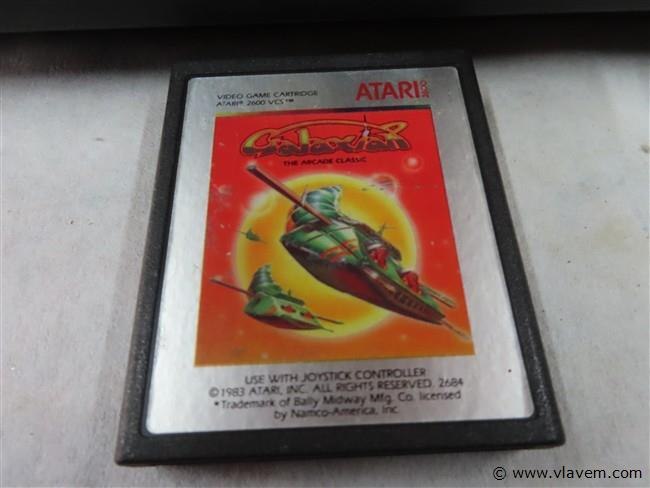 VIDEO GAME CARTRIDGE
ATARI® 2600 VCS™
ATARI 2600
Galaxian
THE ARCADE CLASSIC
USE WITH JOYSTICK CONTROLLER
©1983 ATARI, INC. ALL RIGHTS RESERVED. 2684
*Trademark of Bally Midway Mfg. Co. licensed
by Namco-America, Inc.
© www.vlavem.com